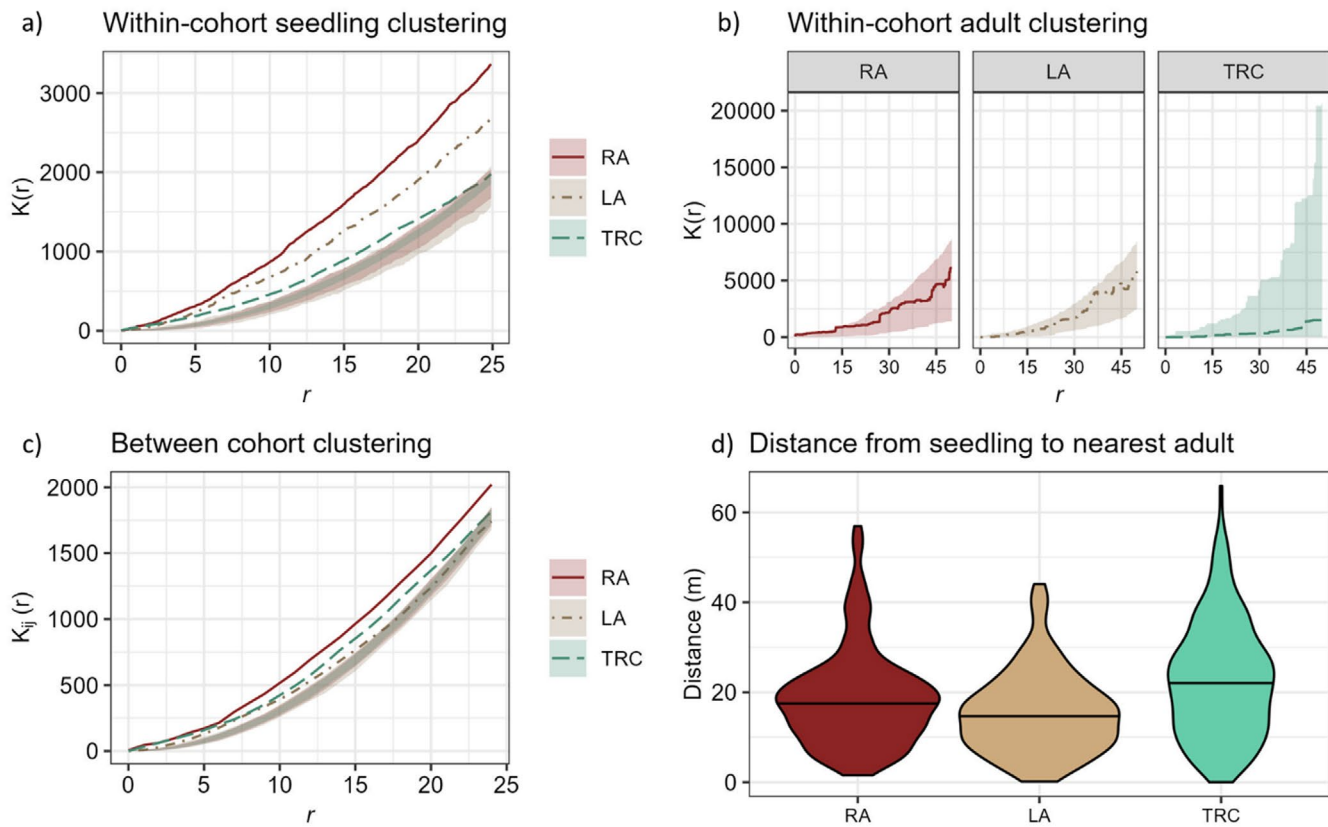 a) Within-cohort seedling clustering
K(r)
3000
2000
1000
0
0 5 10 15 20 25
r
RA
LA
TRC
b) Within-cohort adult clustering
RA LA TRC
K(r)
20000
15000
10000
5000
0
0 15 30 45 0 15 30 45 0 15 30 45
r
c) Between cohort clustering
Kij (r)
2000
1500
1000
500
0
0 5 10 15 20 25
r
RA
LA
TRC
d) Distance from seedling to nearest adult
Distance (m)
60
40
20
0
RA LA TRC